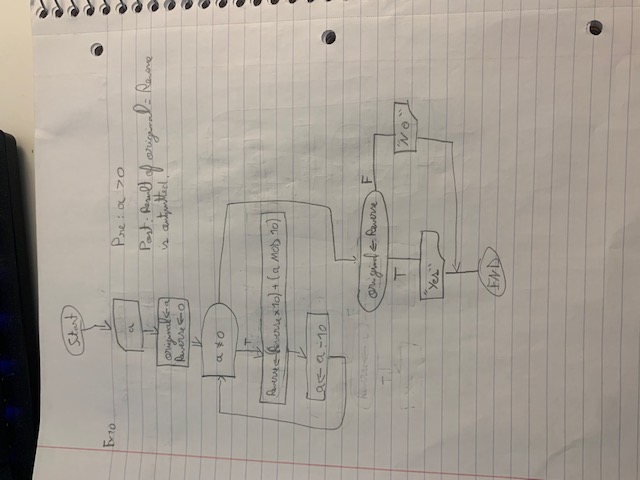 Start
Ex10
a
Pre: a > 0
Post: Result of original = Reverse
is outputted.
original ← a
Reverse ← 0
a ≠ 0
T
Reverse ← (Reverse × 10) + (a MOD 10)
a ← a ÷ 10
original ← Reverse
F
T
"No"
"Yes"
END